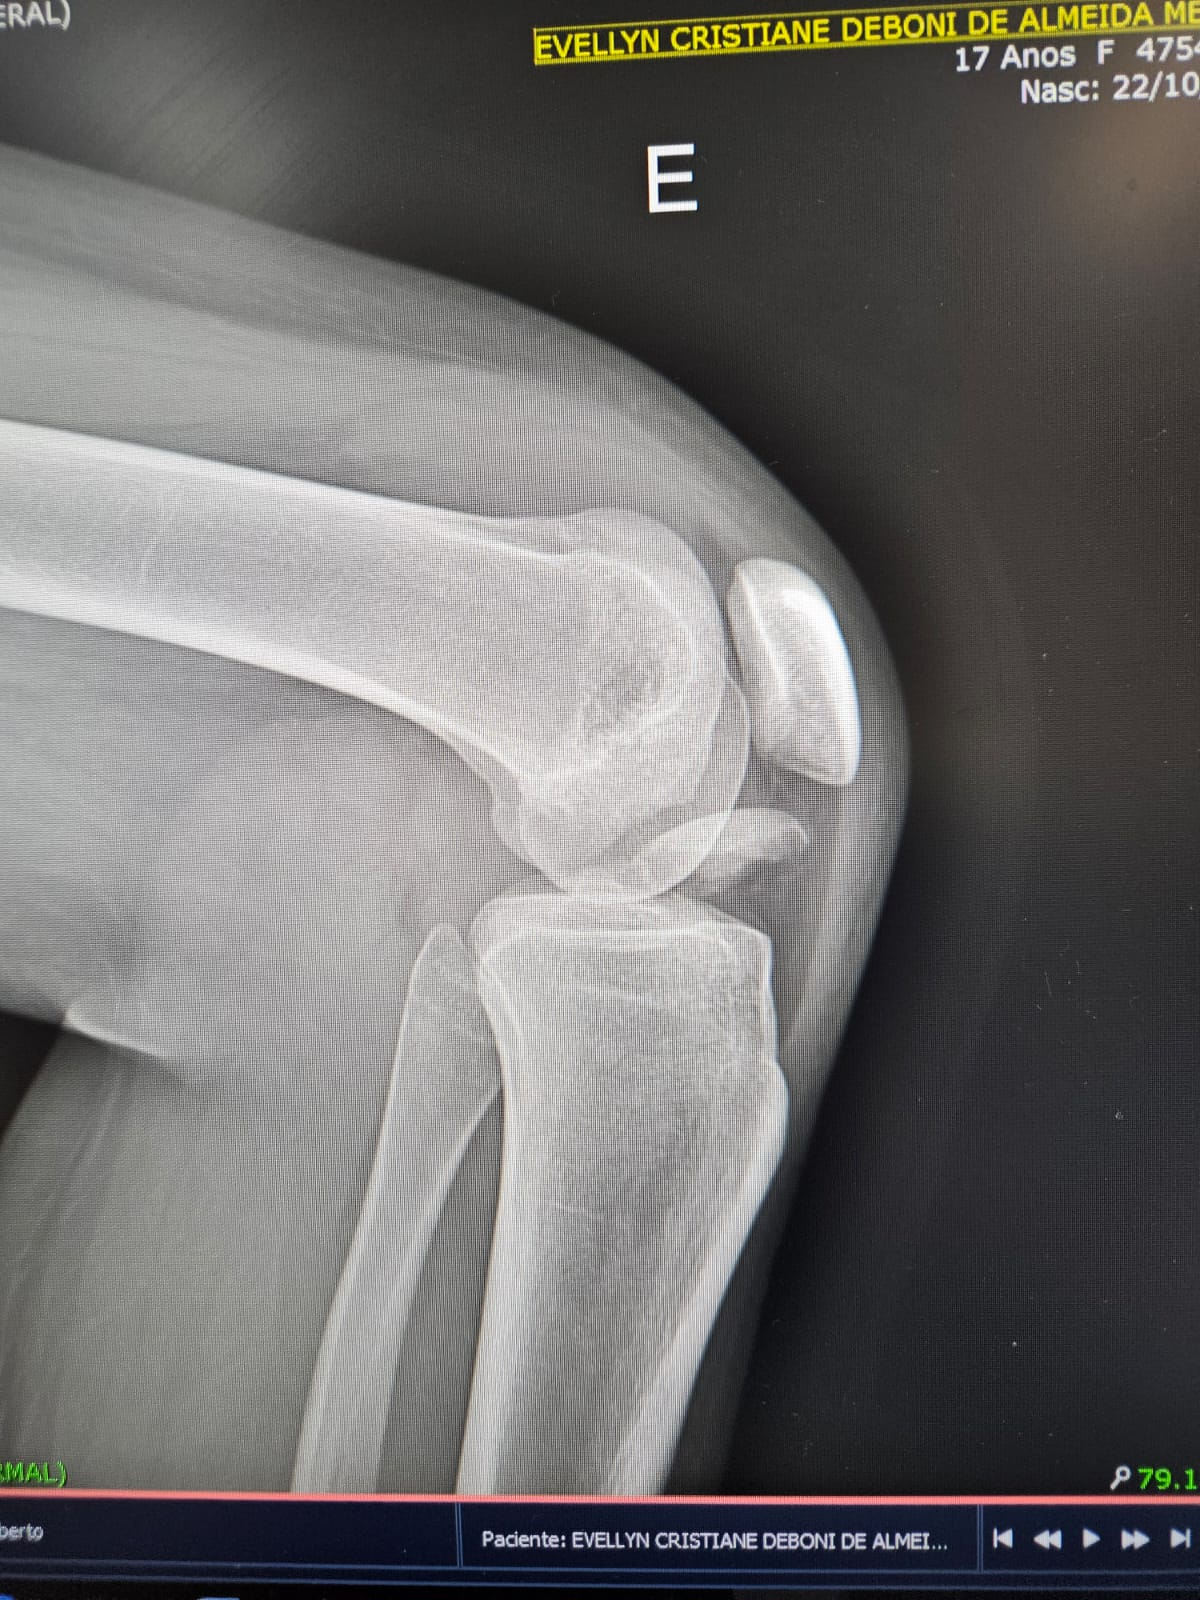 ERAL)
EVELLYN CRISTIANE DEBONI DE ALMEIDA ME
17 Anos F 4754
Nasc: 22/10/
E
RMAL)
79.1
berto
Paciente: EVELLYN CRISTIANE DEBONI DE ALMEI...